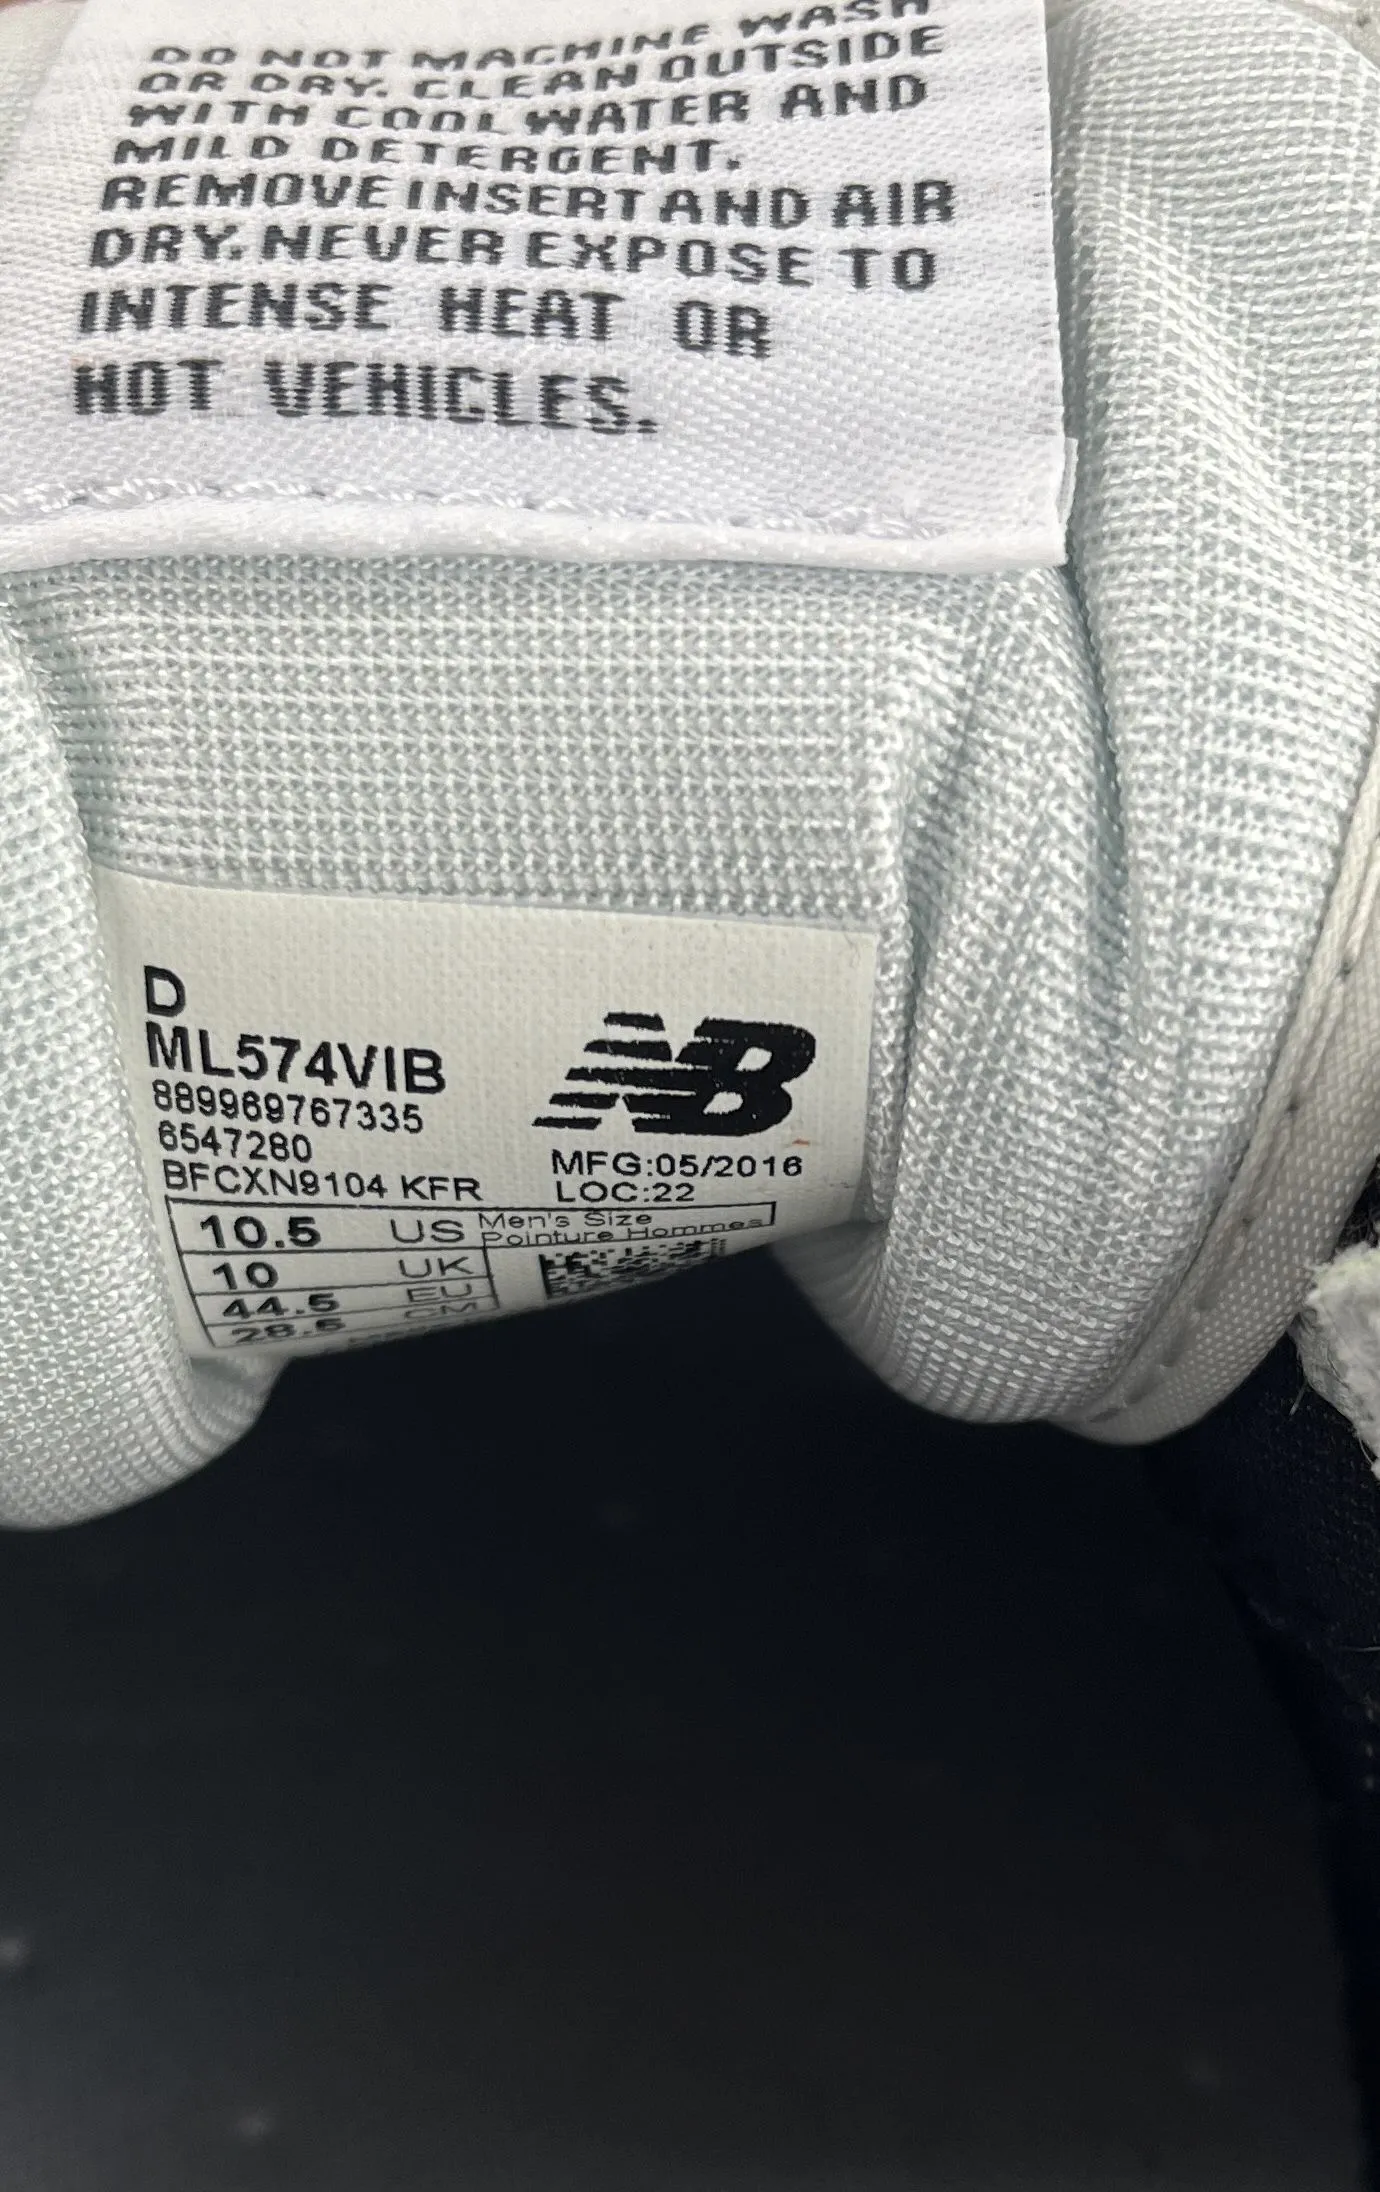 DO NOT MACHINE WASH
OR DRY. CLEAN OUTSIDE
WITH COOL WATER AND
MILD DETERGENT.
REMOVE INSERT AND AIR
DRY. NEVER EXPOSE TO
INTENSE HEAT OR
HOT VEHICLES.
D
ML574VIB
889969767335
6547280
BFCXN9104 KFR
NB
MFG:05/2016
LOC:22
10.5 US Men's Size
Pointure Hommes
10 UK
44.5 EU
28.5 CM